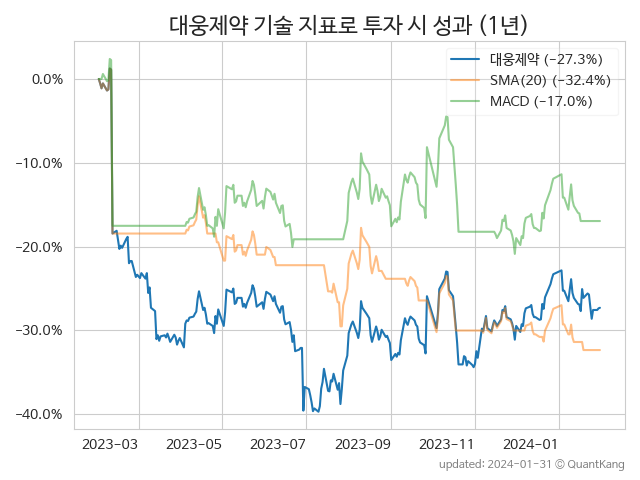 대웅제약 기술 지표로 투자 시 성과 (1년)
대웅제약 (−27.3%)
SMA(20) (−32.4%)
MACD (−17.0%)
0.0%
−10.0%
−20.0%
−30.0%
−40.0%
2023-03 2023-05 2023-07 2023-09 2023-11 2024-01
updated: 2024-01-31 © QuantKang